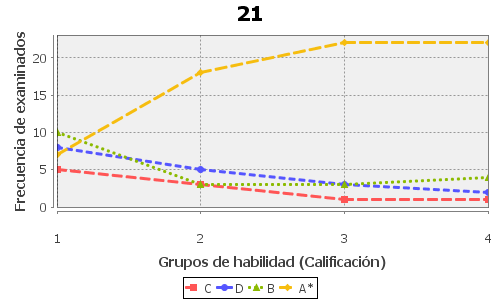 21
Frecuencia de examinados
20
15
10
5
0
1 2 3 4
Grupos de habilidad (Calificación)
C D B A*